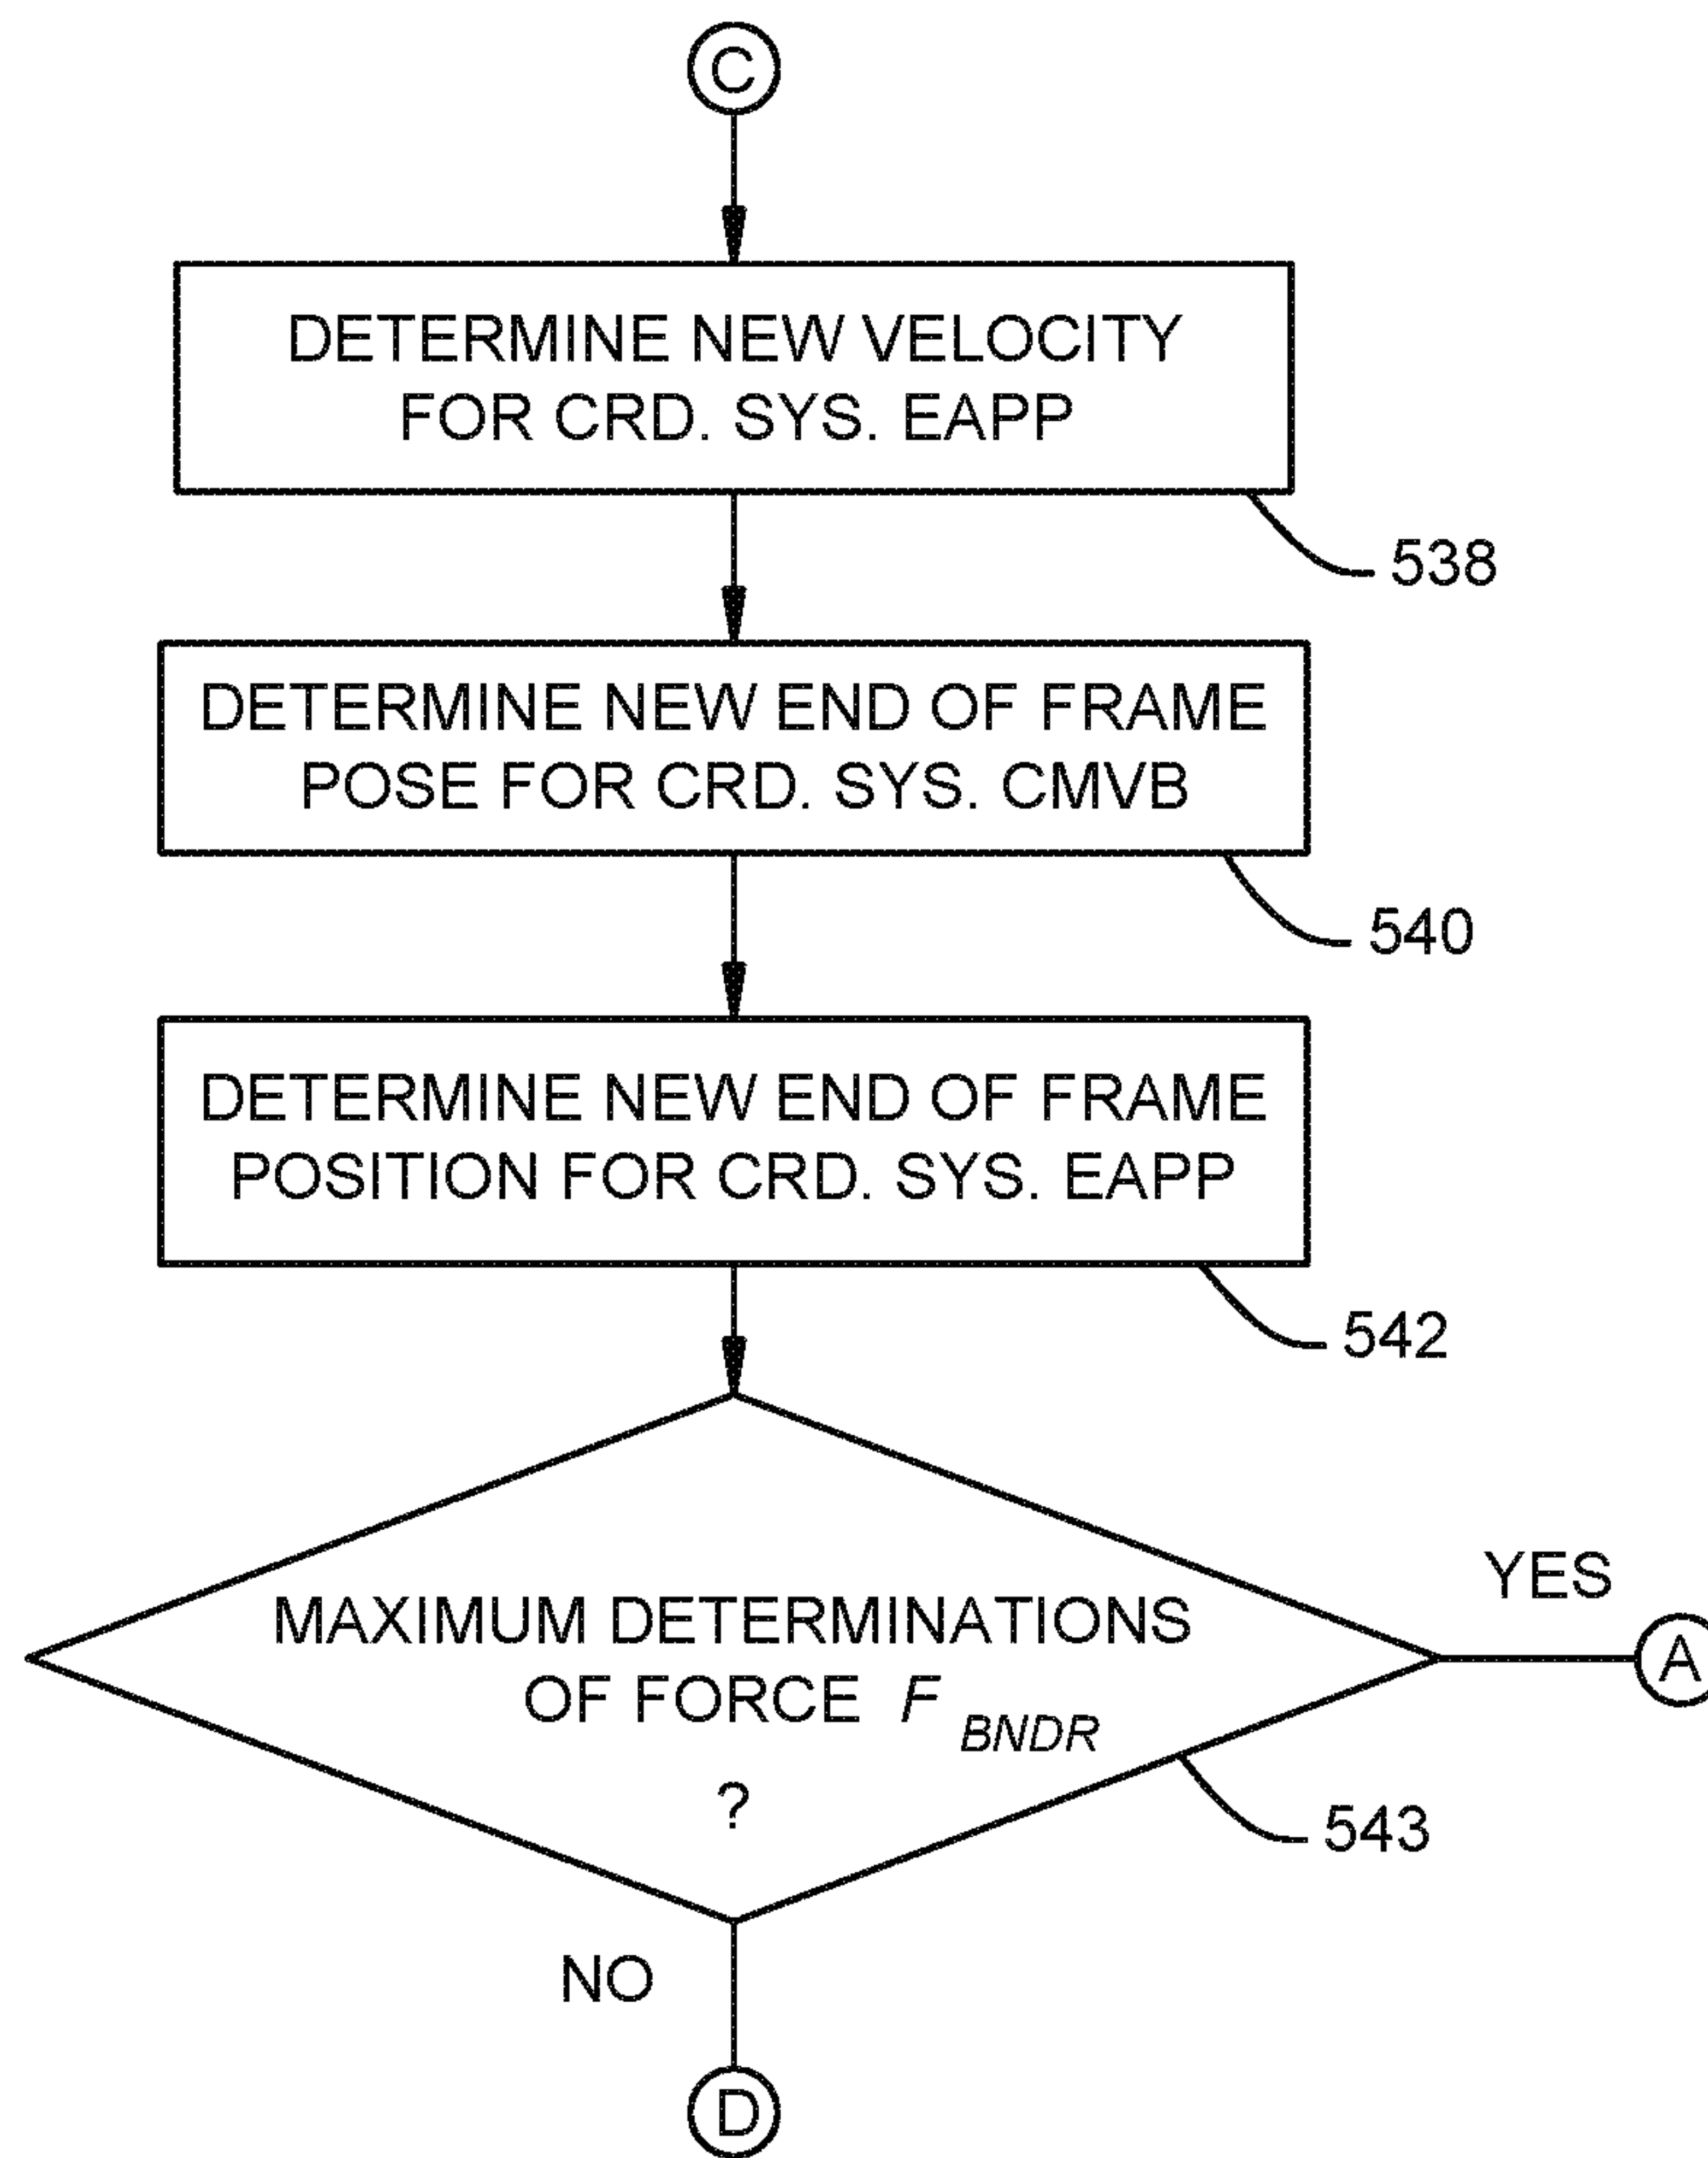 C
DETERMINE NEW VELOCITY
FOR CRD. SYS. EAPP
538
DETERMINE NEW END OF FRAME
POSE FOR CRD. SYS. CMVB
540
DETERMINE NEW END OF FRAME
POSITION FOR CRD. SYS. EAPP
542
YES
A
MAXIMUM DETERMINATIONS
OF FORCE F BNDR
?
543
NO
D